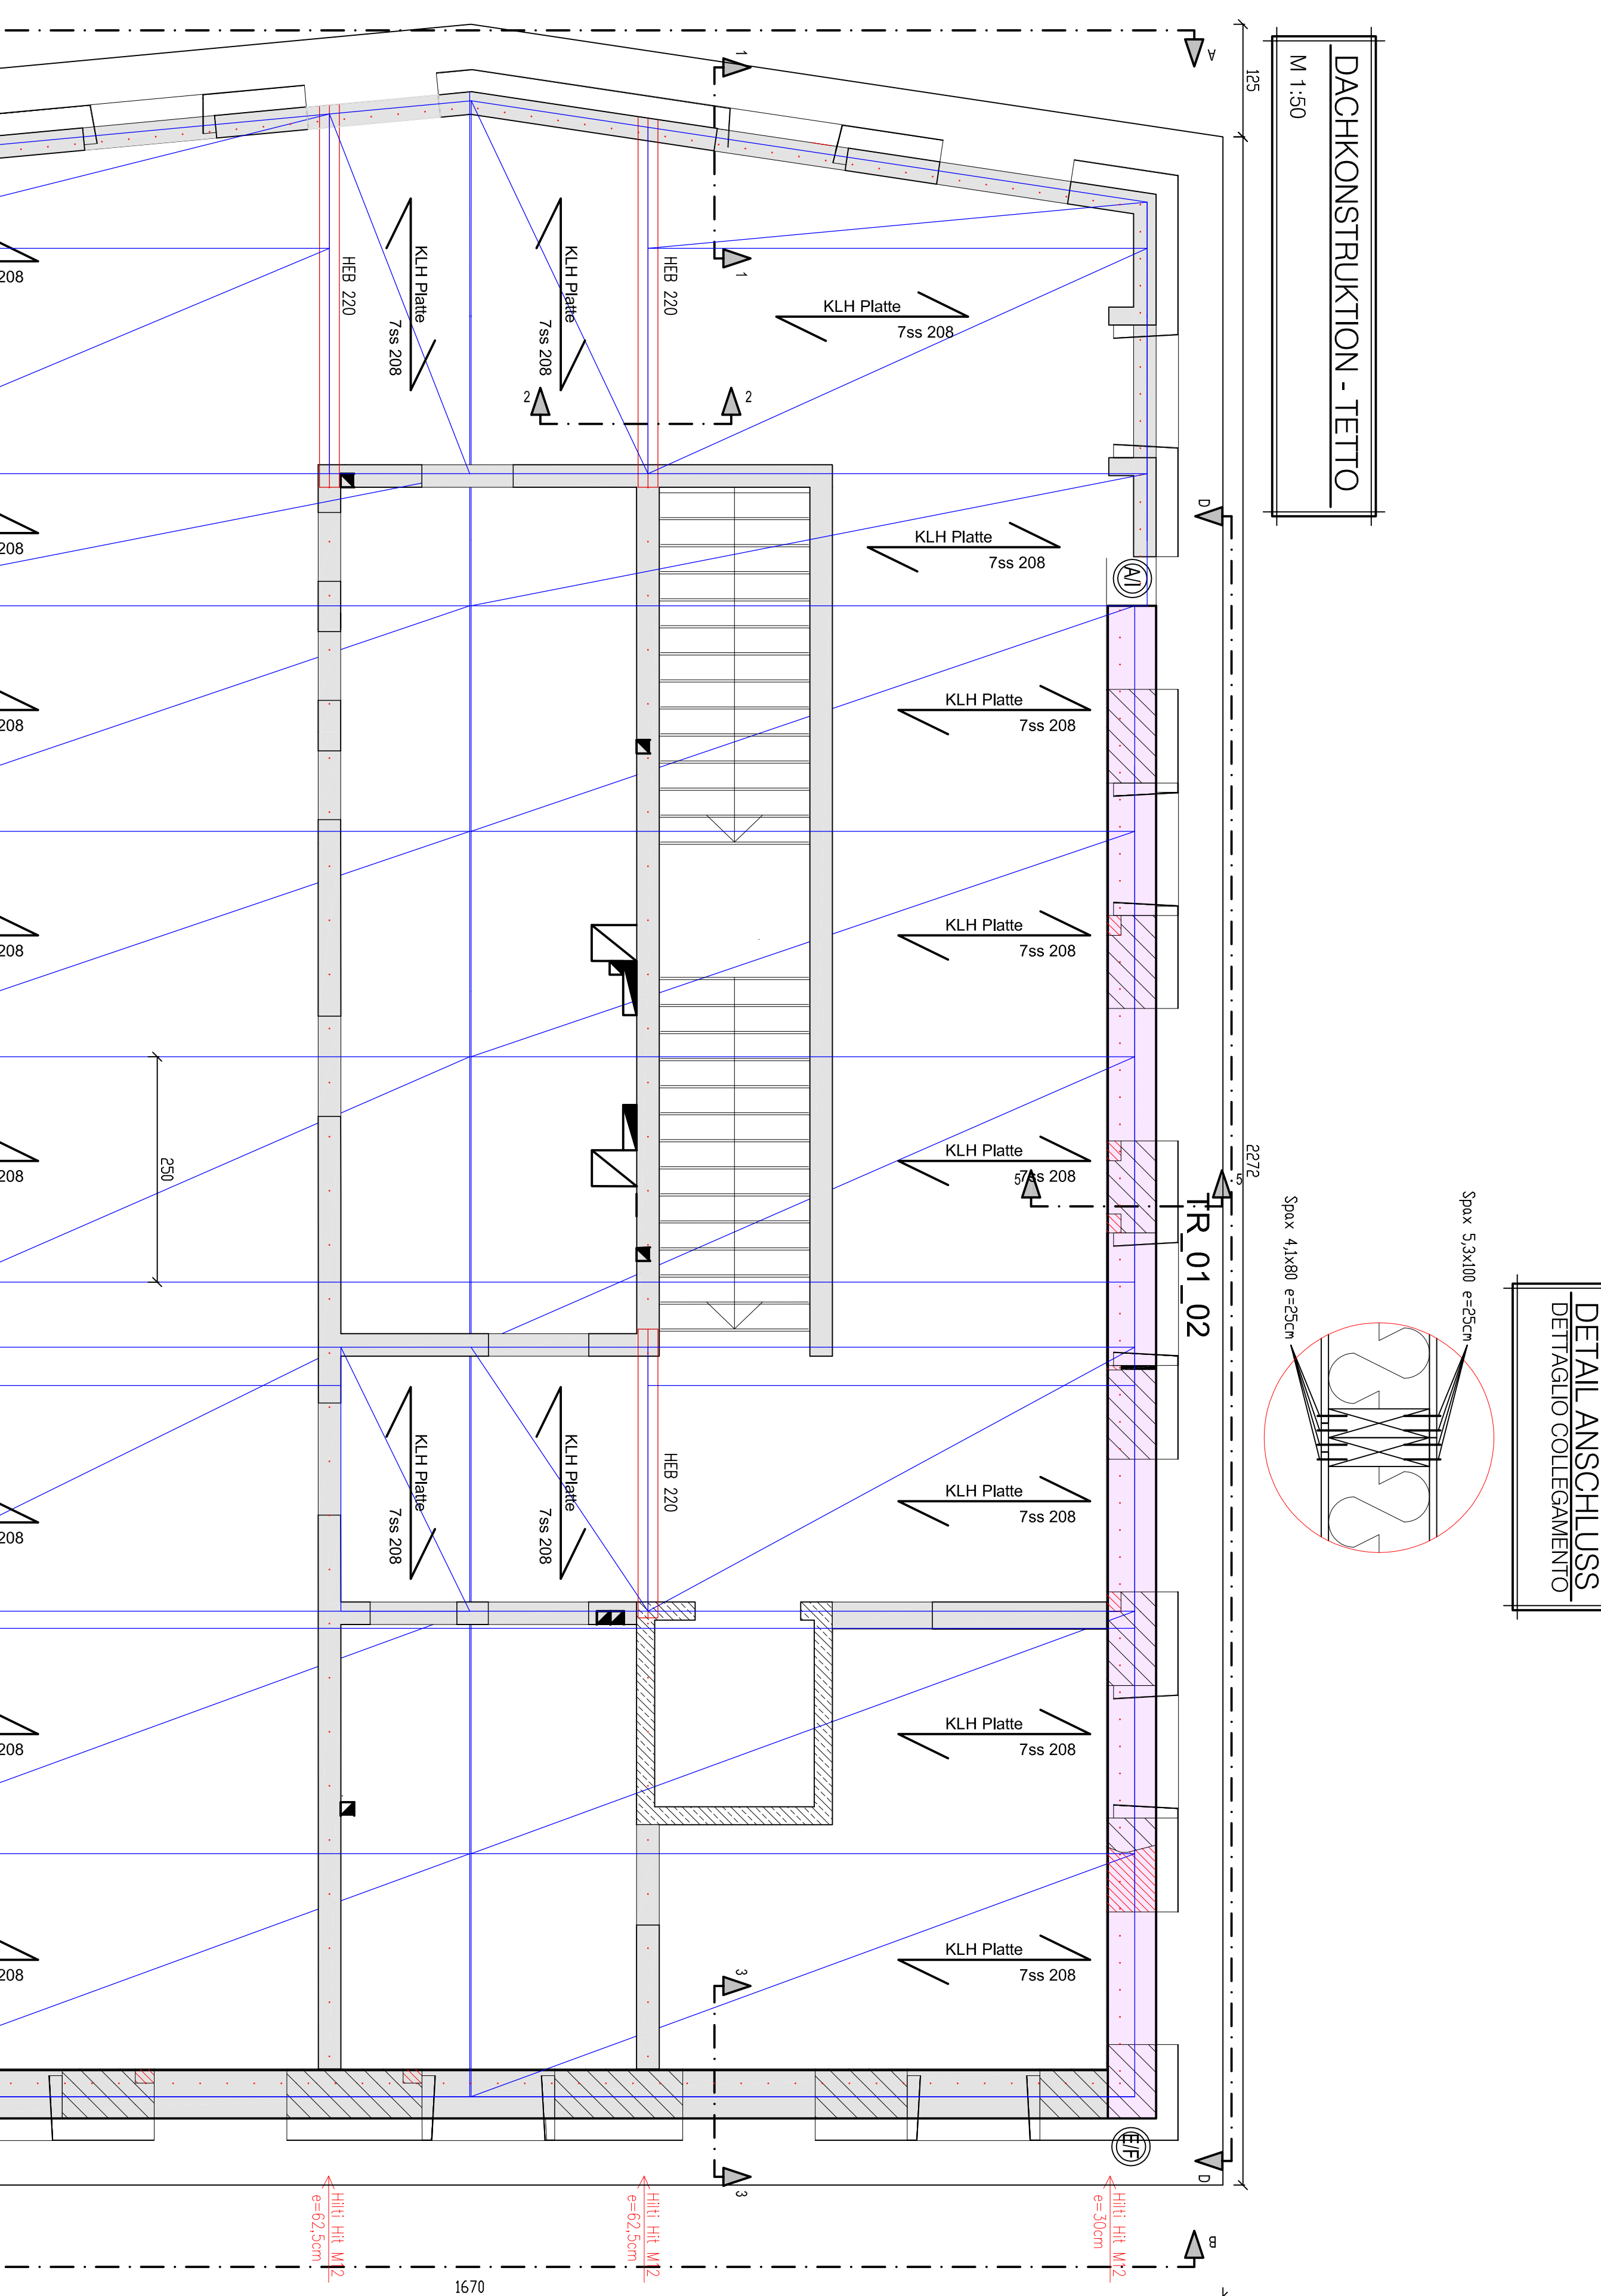 DACHKONSTRUKTION - TETTO
M 1:50
DETAIL ANSCHLUSS
DETTAGLIO COLLEGAMENTO
Spax 5,3x100 e=25cm
Spax 4,1x80 e=25cm
A
125
1
1
HEB 220
KLH Platte
7ss 208
KLH Platte
7ss 208
HEB 220
KLH Platte
7ss 208
208
2
2
D
KLH Platte
7ss 208
208
A/I
KLH Platte
7ss 208
208
KLH Platte
7ss 208
208
250
KLH Platte
7ss 208
208
5
5
2272
TR_01_02
KLH Platte
7ss 208
KLH Platte
7ss 208
HEB 220
KLH Platte
7ss 208
208
KLH Platte
7ss 208
208
KLH Platte
7ss 208
208
3
3
E/F
D
Hilti Hit M12
e=62,5cm
Hilti Hit M12
e=62,5cm
Hilti Hit M12
e=30cm
B
1670